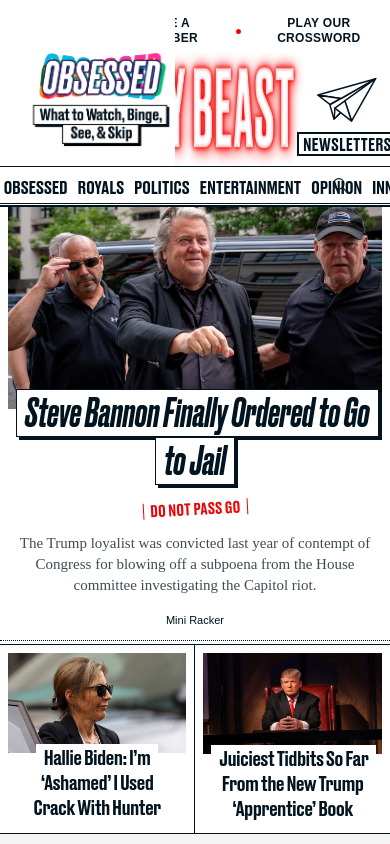 E A
BER
PLAY OUR
CROSSWORD
OBSESSED
What to Watch, Binge,
See, & Skip
Y BEAST
NEWSLETTERS
OBSESSED ROYALS POLITICS ENTERTAINMENT OPINION INN
Steve Bannon Finally Ordered to Go
to Jail
DO NOT PASS GO
The Trump loyalist was convicted last year of contempt of
Congress for blowing off a subpoena from the House
committee investigating the Capitol riot.
Mini Racker
Hallie Biden: I’m
‘Ashamed’ I Used
Crack With Hunter
Juiciest Tidbits So Far
From the New Trump
‘Apprentice’ Book